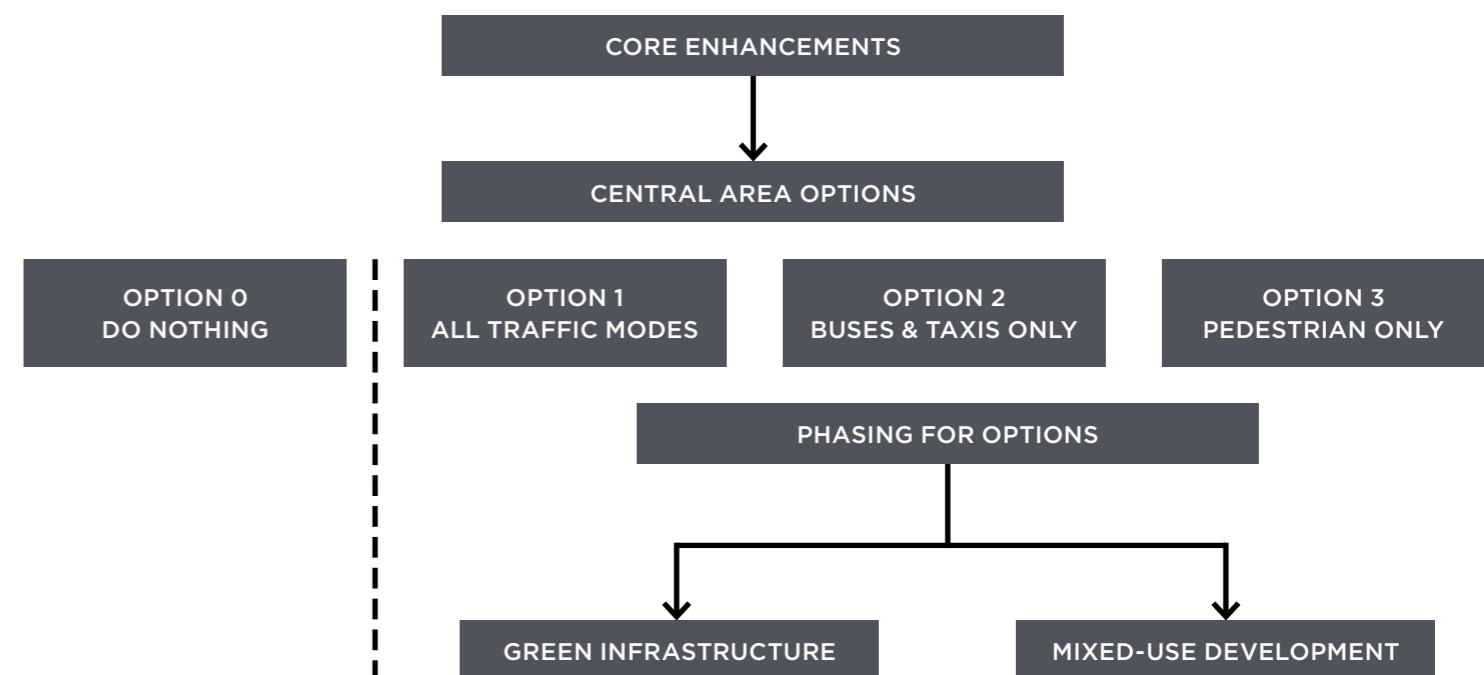 CORE ENHANCEMENTS
CENTRAL AREA OPTIONS
OPTION 0
DO NOTHING
OPTION 1
ALL TRAFFIC MODES
OPTION 2
BUSES & TAXIS ONLY
OPTION 3
PEDESTRIAN ONLY
PHASING FOR OPTIONS
GREEN INFRASTRUCTURE
MIXED-USE DEVELOPMENT